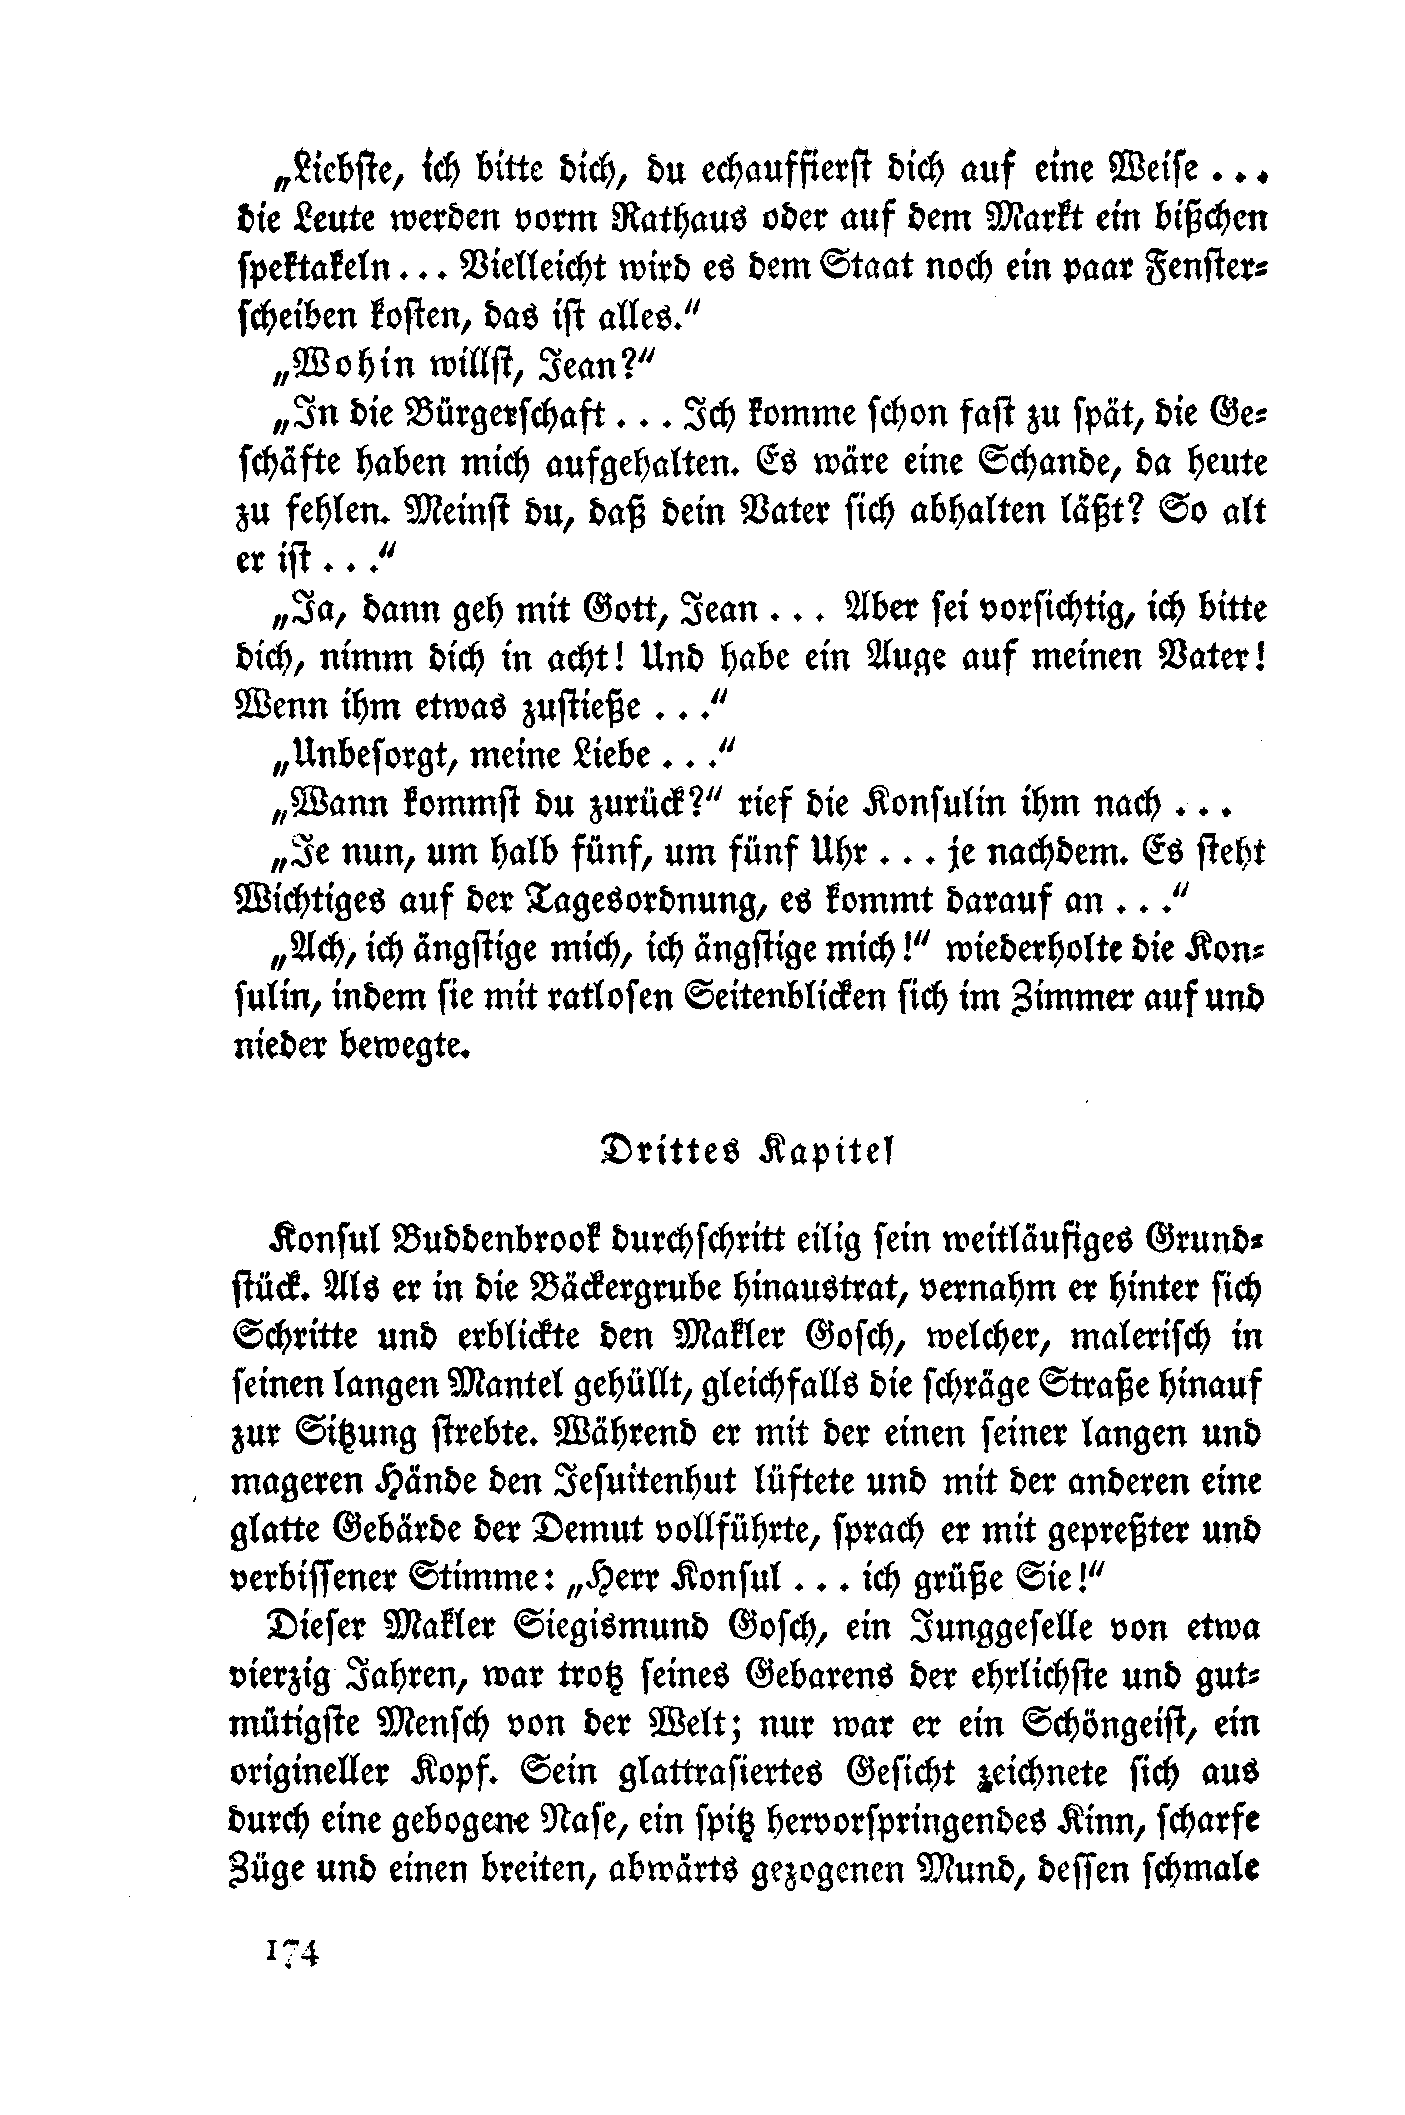 „Liebste, ich bitte dich, du echauffierst dich auf eine Weise . . .
die Leute werden vorm Rathaus oder auf dem Markt ein bißchen
spektakeln . . . Vielleicht wird es dem Staat noch ein paar Fenster-
scheiben kosten, das ist alles.“
„Wohin willst, Jean?“
„In die Bürgerschaft . . . Ich komme schon fast zu spät, die Ge-
schäfte haben mich aufgehalten. Es wäre eine Schande, da heute
zu fehlen. Meinst du, daß dein Vater sich abhalten läßt? So alt
er ist . . .“
„Ja, dann geh mit Gott, Jean . . . Aber sei vorsichtig, ich bitte
dich, nimm dich in acht! Und habe ein Auge auf meinen Vater!
Wenn ihm etwas zustieße . . .“
„Unbesorgt, meine Liebe . . .“
„Wann kommst du zurück?“ rief die Konsulin ihm nach . . .
„Je nun, um halb fünf, um fünf Uhr . . . je nachdem. Es steht
Wichtiges auf der Tagesordnung, es kommt darauf an . . .“
„Ach, ich ängstige mich, ich ängstige mich!“ wiederholte die Kon-
sulin, indem sie mit ratlosen Seitenblicken sich im Zimmer auf und
nieder bewegte.
Drittes Kapitel
Konsul Buddenbrook durchschritt eilig sein weitläufiges Grund-
stück. Als er in die Bäckergrube hinaustrat, vernahm er hinter sich
Schritte und erblickte den Makler Gosch, welcher, malerisch in
seinen langen Mantel gehüllt, gleichfalls die schräge Straße hinauf
zur Sitzung strebte. Während er mit der einen seiner langen und
mageren Hände den Jesuitenhut lüftete und mit der anderen eine
glatte Gebärde der Demut vollführte, sprach er mit gepreßter und
verbissener Stimme: „Herr Konsul . . . ich grüße Sie!“
Dieser Makler Siegismund Gosch, ein Junggeselle von etwa
vierzig Jahren, war trotz seines Gebarens der ehrlichste und gut-
mütigste Mensch von der Welt; nur war er ein Schöngeist, ein
origineller Kopf. Sein glattrasiertes Gesicht zeichnete sich aus
durch eine gebogene Nase, ein spitz hervorspringendes Kinn, scharfe
Züge und einen breiten, abwärts gezogenen Mund, dessen schmale
174